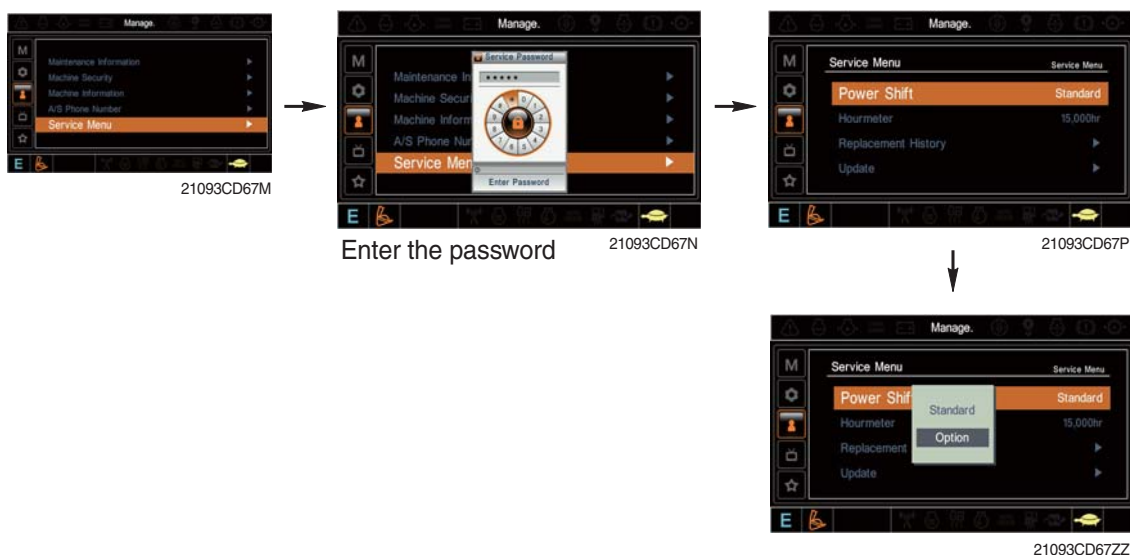 Manage.
M
Maintenance Information
Machine Security
Machine Information
A/S Phone Number
Service Menu
E
21093CD67M
Manage.
M
Service Password
*****
Maintenance In
Machine Securi
Machine Inform
A/S Phone Nur
Service Men
Enter Password
E
Enter the password
21093CD67N
Manage.
M
Service Menu Service Menu
Power Shift Standard
Hourmeter 15,000hr
Replacement History
Update
E
21093CD67P
Manage.
M
Service Menu Service Menu
Power Shif Standard
Hourmeter 15,000hr
Replacement
Update
Standard
Option
E
21093CD67ZZ